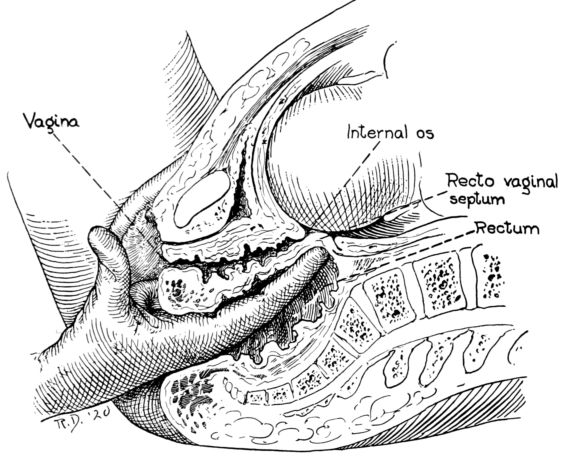 Vagina
Internal os
Recto vaginal
septum
Rectum
R.D. '20